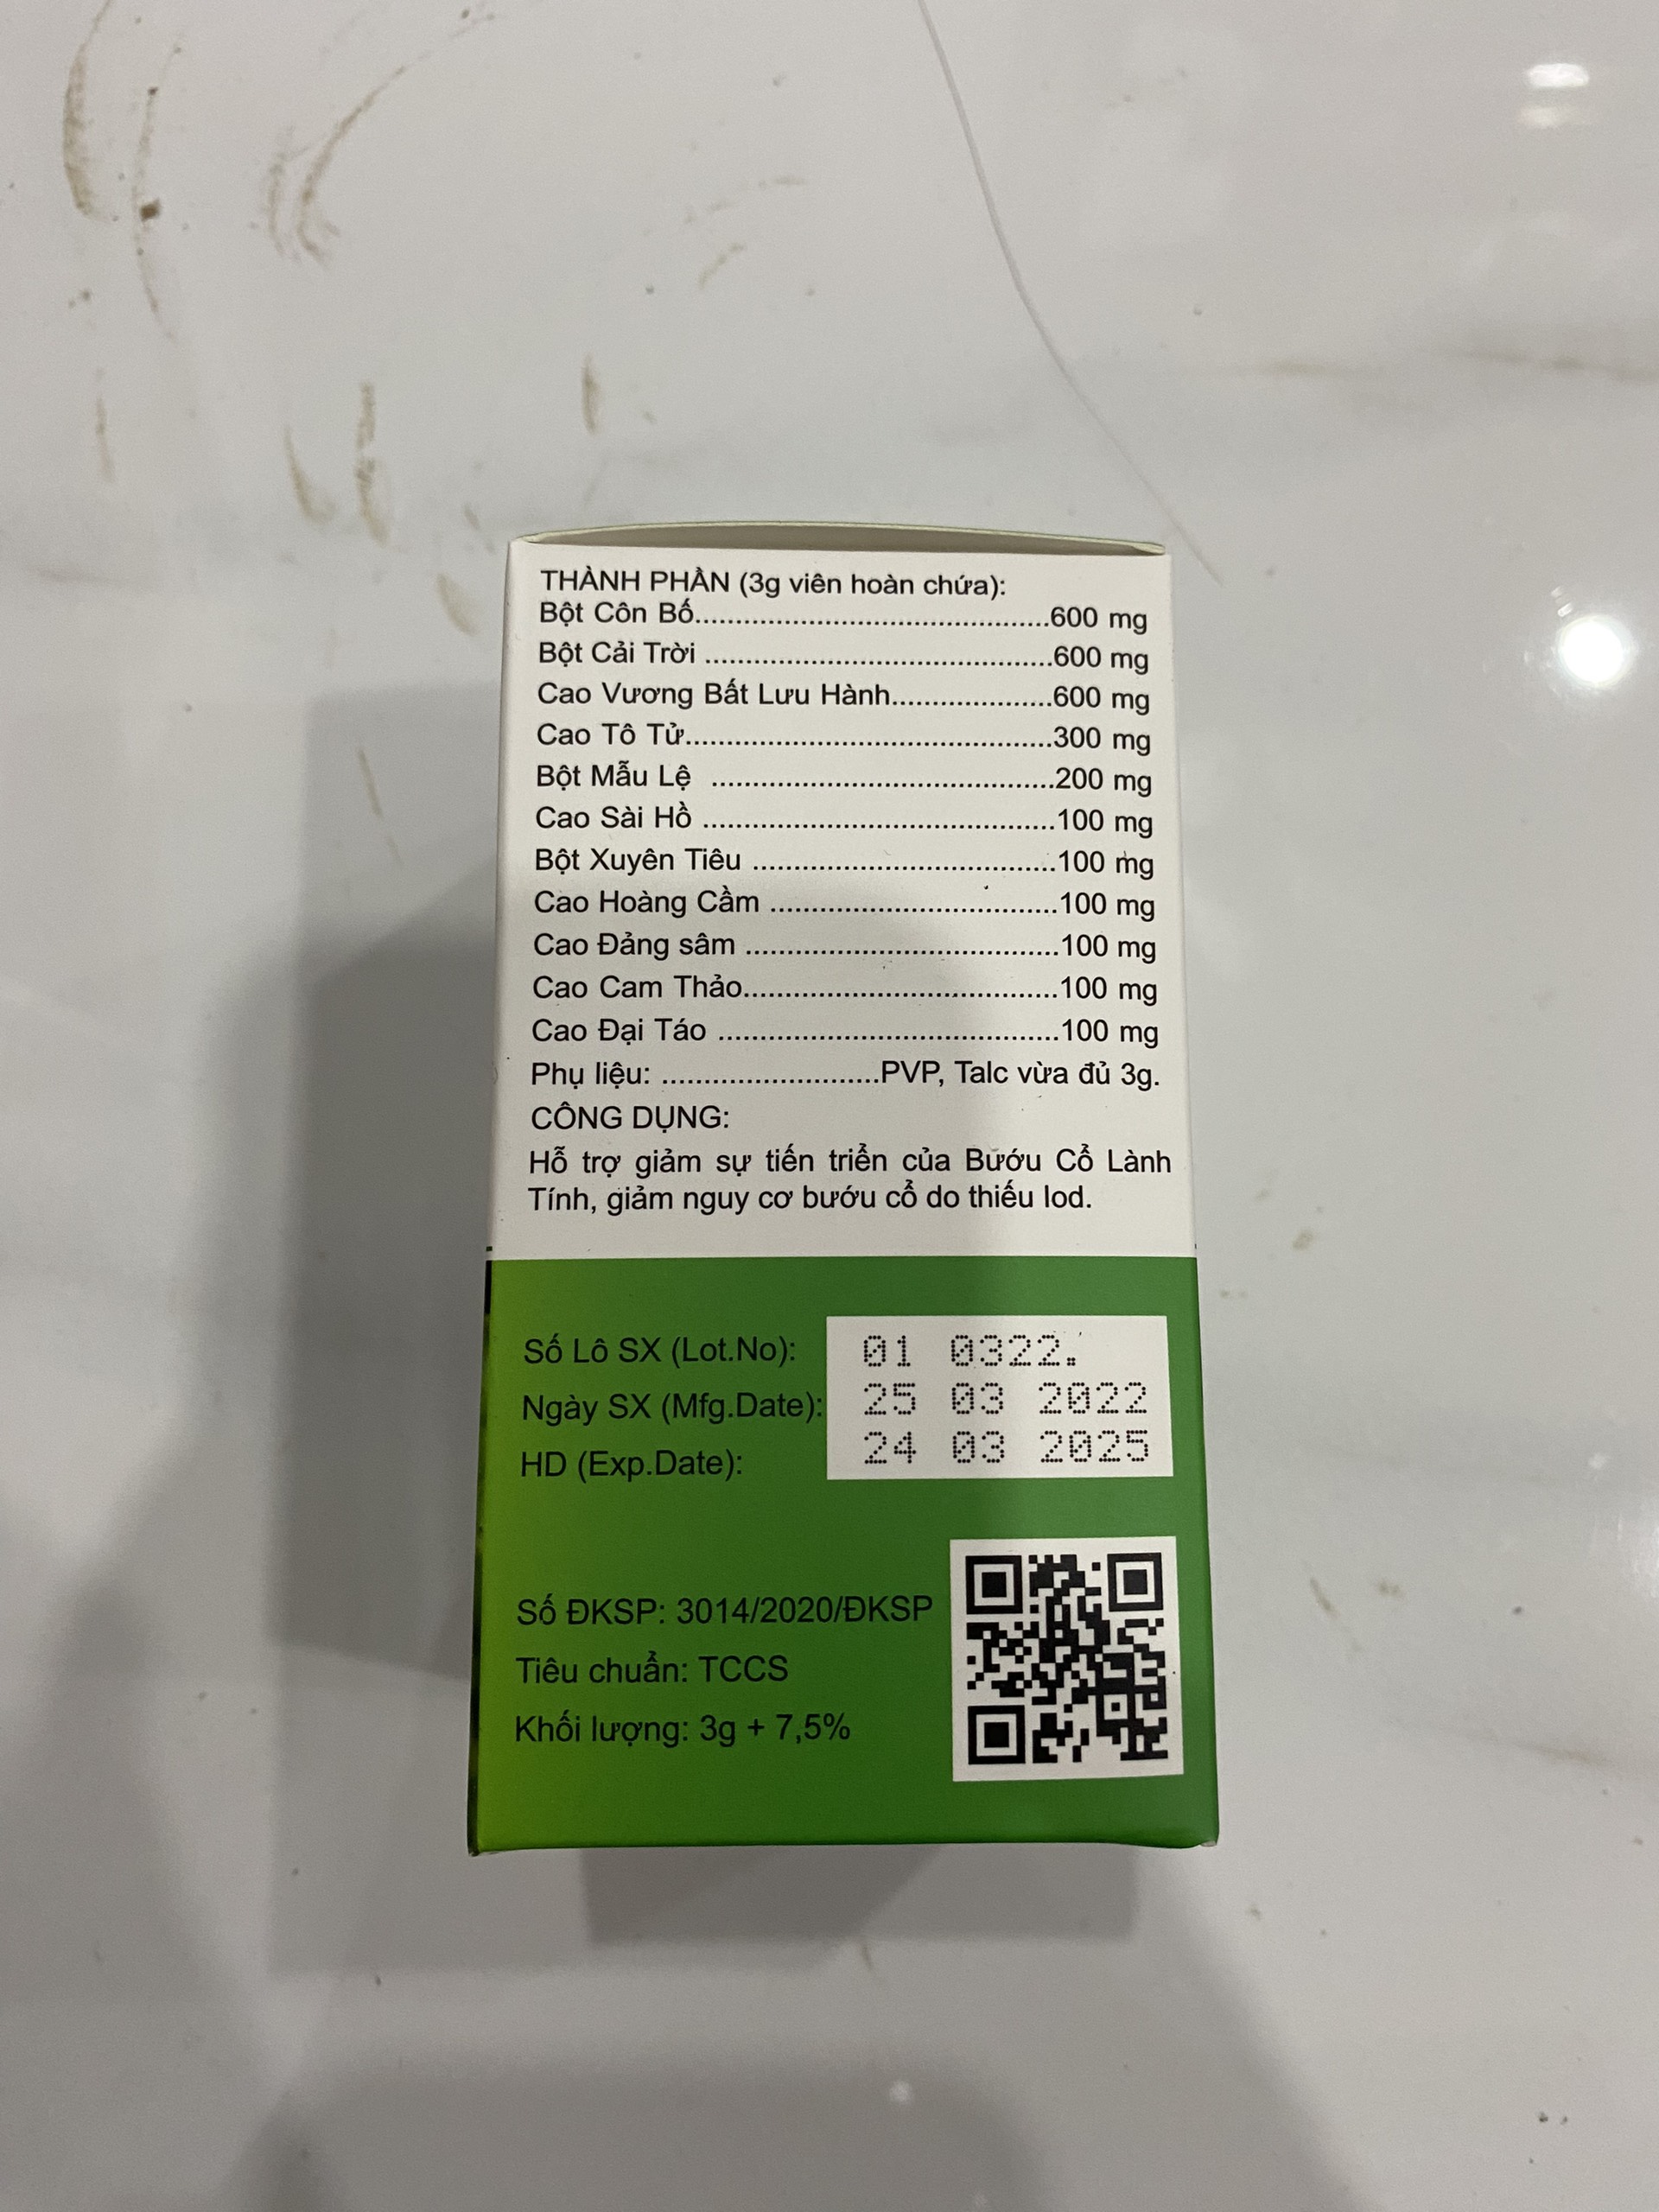 THÀNH PHẦN (3g viên hoàn chứa):
Bột Côn Bố............................................600 mg
Bột Cải Trời ...........................................600 mg
Cao Vương Bất Lưu Hành....................600 mg
Cao Tô Tử.............................................300 mg
Bột Mẫu Lệ ..........................................200 mg
Cao Sài Hồ ...........................................100 mg
Bột Xuyên Tiêu .....................................100 mg
Cao Hoàng Cầm ...................................100 mg
Cao Đảng sâm ......................................100 mg
Cao Cam Thảo......................................100 mg
Cao Đại Táo .........................................100 mg
Phụ liệu: ...........................PVP, Talc vừa đủ 3g.
CÔNG DỤNG:
Hỗ trợ giảm sự tiến triển của Bướu Cổ Lành
Tính, giảm nguy cơ bướu cổ do thiếu Iod.
Số Lô SX (Lot.No): 01 0322.
Ngày SX (Mfg.Date): 25 03 2022
HD (Exp.Date): 24 03 2025
Số ĐKSP: 3014/2020/ĐKSP
Tiêu chuẩn: TCCS
Khối lượng: 3g + 7,5%